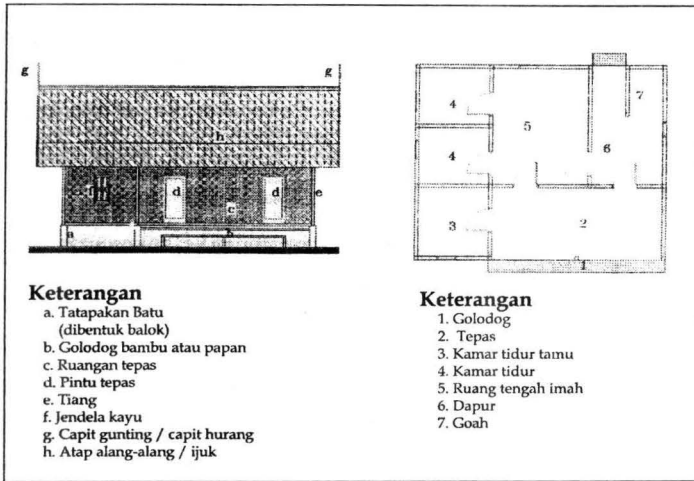 g
g
h
f
d
d
e
c
a
b
Keterangan
a. Tatapakan Batu
(dibentuk balok)
b. Golodog bambu atau papan
c. Ruangan tepas
d. Pintu tepas
e. Tiang
f. Jendela kayu
g. Capit gunting / capit hurang
h. Atap alang-alang / ijuk
4
7
5
4
6
3
2
1
Keterangan
1. Golodog
2. Tepas
3. Kamar tidur tamu
4. Kamar tidur
5. Ruang tengah imah
6. Dapur
7. Goah